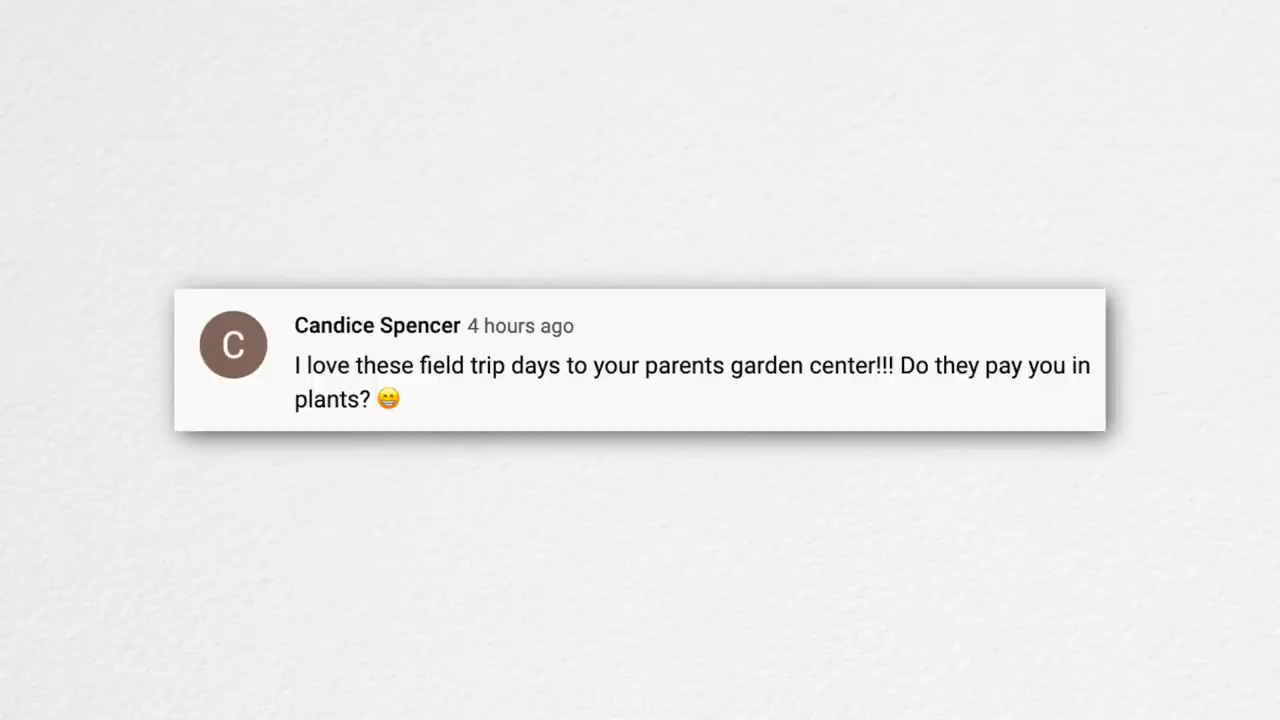 C
Candice Spencer 4 hours ago
I love these field trip days to your parents garden center!!! Do they pay you in
plants? 😁